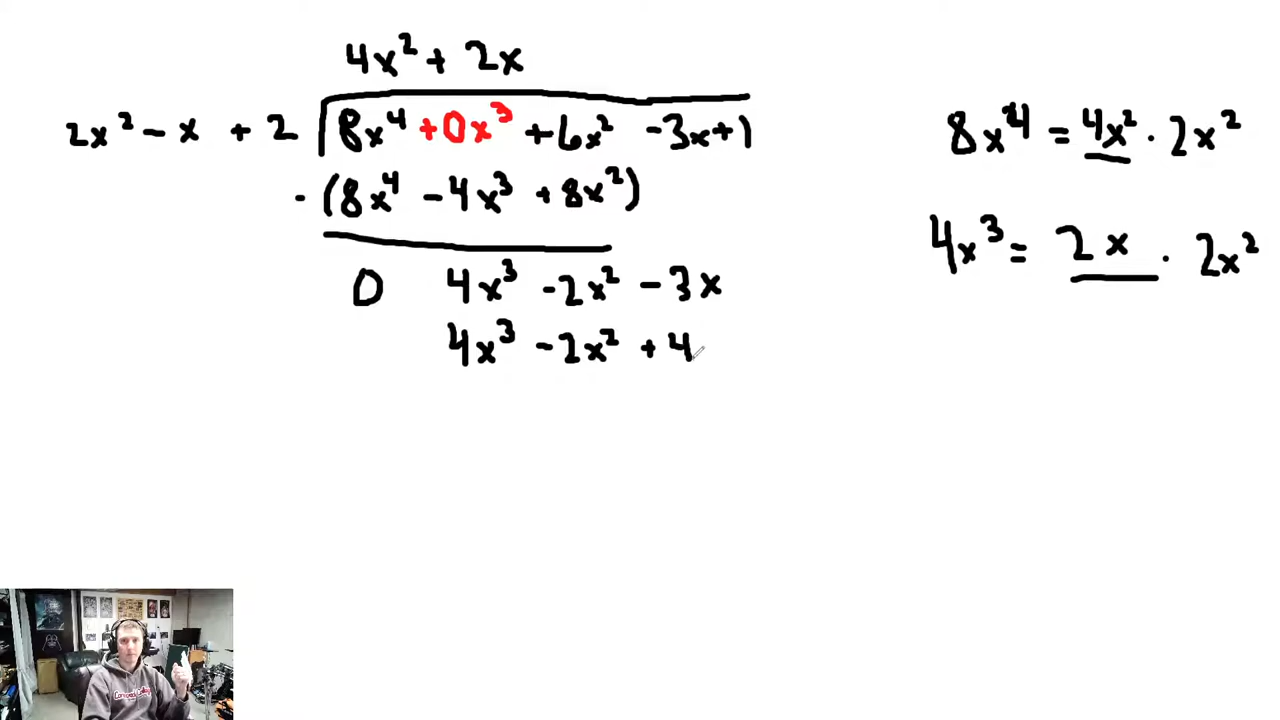 4x² + 2x
2x² - x + 2 8x⁴ +0x³ +6x² -3x+1
- (8x⁴ - 4x³ + 8x²)
0 4x³ -2x² -3x
4x³ -2x² + 4
8x⁴ = 4x² · 2x²
4x³ = 2x · 2x²